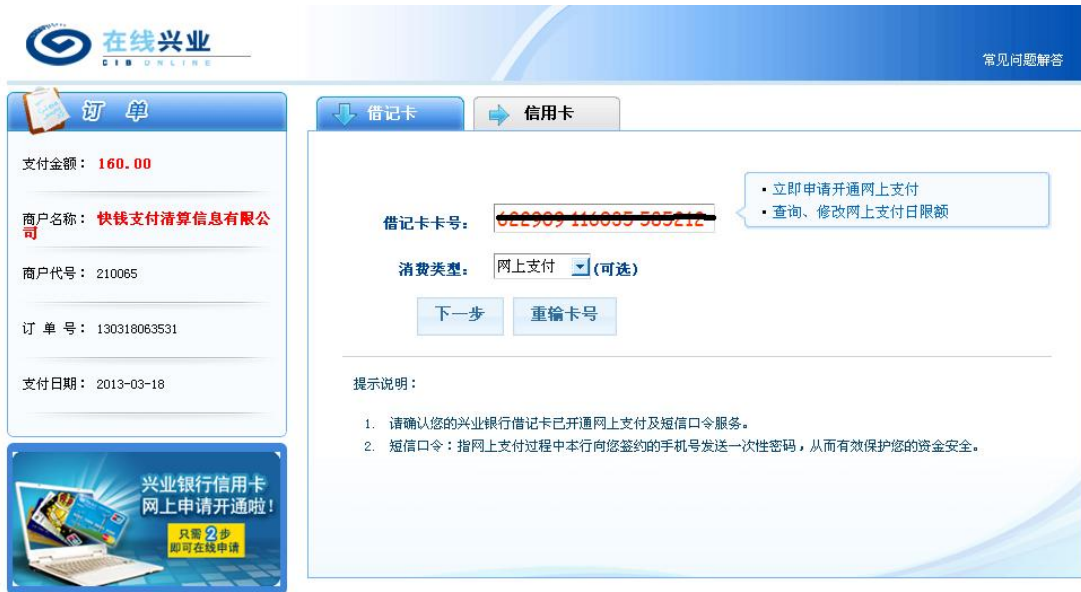 在线兴业
CIB ONLINE
常见问题解答
订 单
支付金额: 160.00
商户名称: 快钱支付清算信息有限公
司
商户代号: 210065
订 单 号: 130318063531
支付日期: 2013-03-18
兴业银行信用卡
网上申请开通啦!
只需2步
即可在线申请
借记卡
信用卡
借记卡卡号:
• 立即申请开通网上支付
• 查询、修改网上支付日限额
消费类型: 网上支付 (可选)
下一步 重输卡号
提示说明:
1. 请确认您的兴业银行借记卡已开通网上支付及短信口令服务。
2. 短信口令:指网上支付过程中本行向您签约的手机号发送一次性密码,从而有效保护您的资金安全。